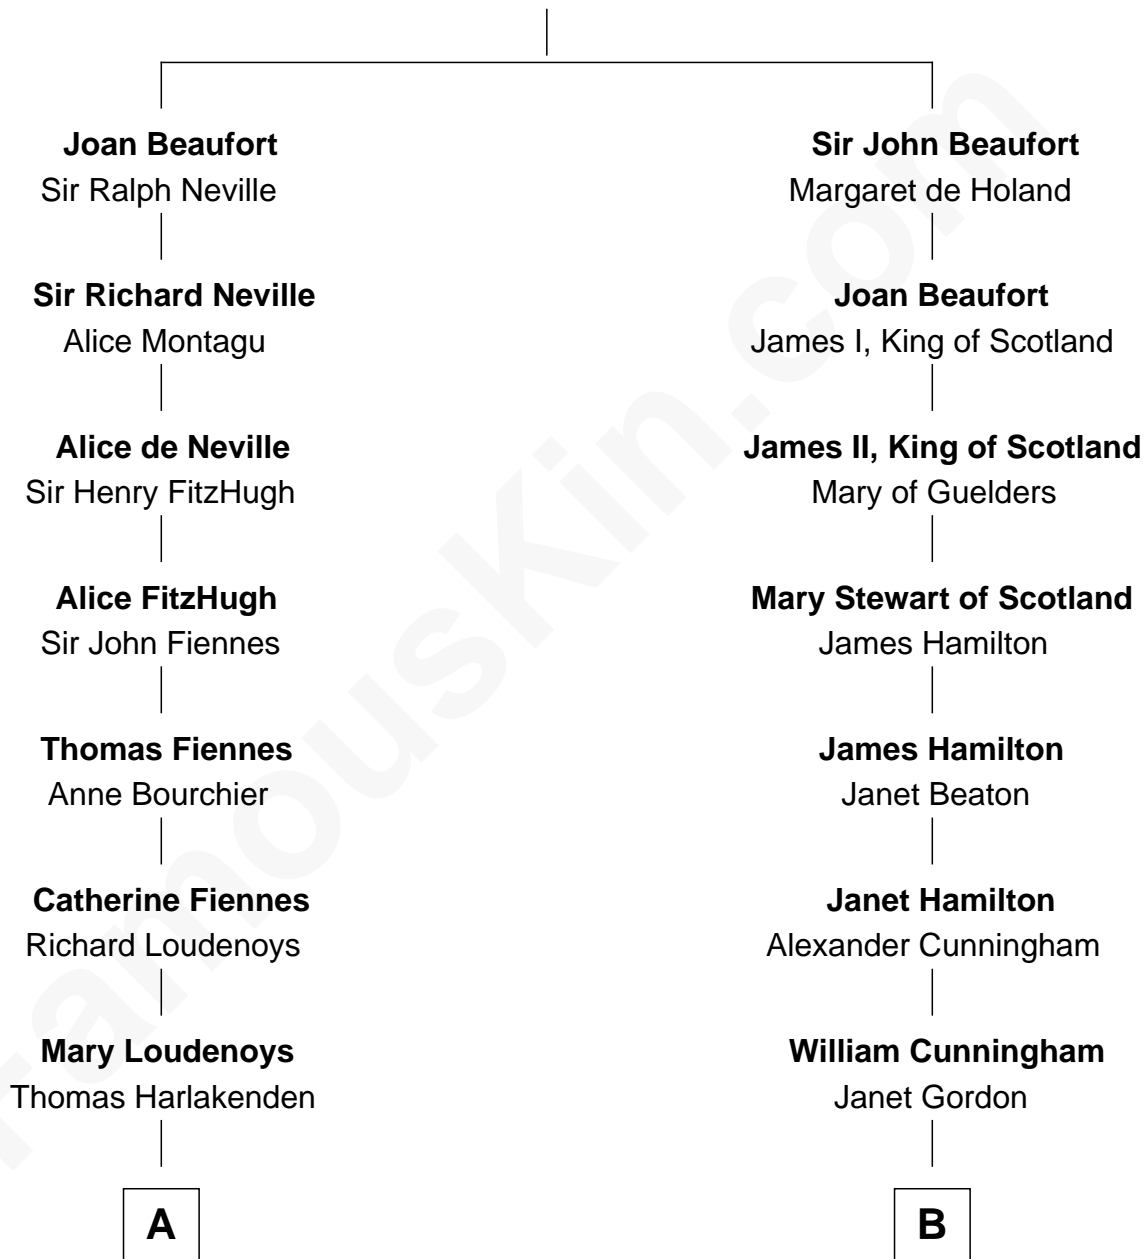 Joan Beaufort
Sir Ralph Neville
Sir Richard Neville
Alice Montagu
Alice de Neville
Sir Henry FitzHugh
Alice FitzHugh
Sir John Fiennes
Thomas Fiennes
Anne Bourchier
Catherine Fiennes
Richard Loudenoys
Mary Loudenoys
Thomas Harlakenden
A
Sir John Beaufort
Margaret de Holand
Joan Beaufort
James I, King of Scotland
James II, King of Scotland
Mary of Guelders
Mary Stewart of Scotland
James Hamilton
James Hamilton
Janet Beaton
Janet Hamilton
Alexander Cunningham
William Cunningham
Janet Gordon
B
FamousKin.com